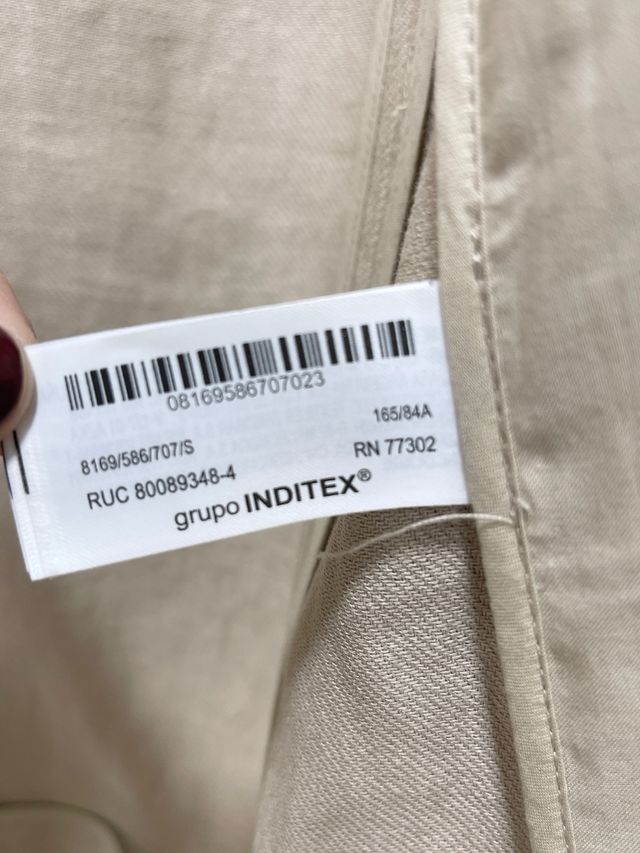 08169586707023
165/84A
8169/586/707/S
RN 77302
RUC 80089348-4
grupo INDITEX®